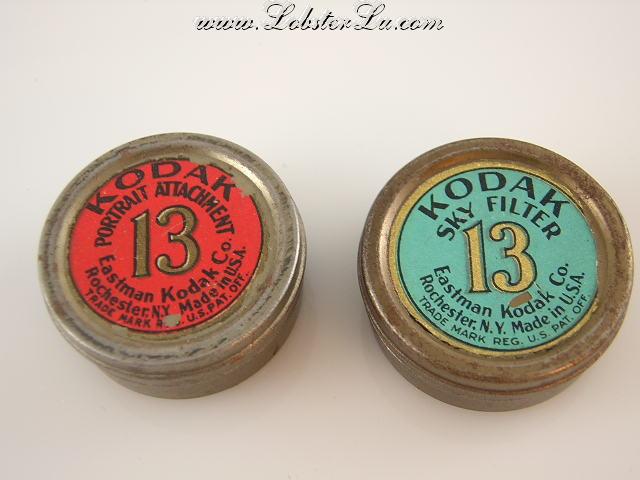 www.LobsterLu.com
KODAK
PORTRAIT ATTACHMENT
13
Eastman Kodak Co.
Rochester, N.Y. Made in U.S.A.
TRADE MARK R U.S. PAT. OFF.
KODAK
SKY FILTER
13
Eastman Kodak Co.
Rochester, N.Y. Made in U.S.A.
TRADE MARK REG. U.S. PAT. OFF.